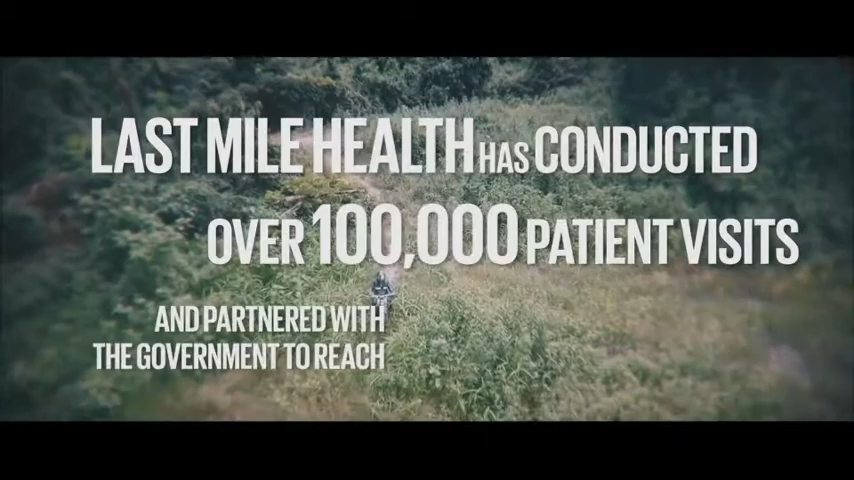 LAST MILE HEALTH HAS CONDUCTED
OVER 100,000 PATIENT VISITS
AND PARTNERED WITH
THE GOVERNMENT TO REACH